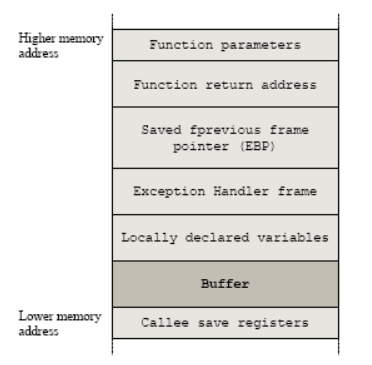 Higher memory
address
Function parameters
Function return address
Saved fprevious frame
pointer (EBP)
Exception Handler frame
Locally declared variables
Buffer
Lower memory
address
Callee save registers